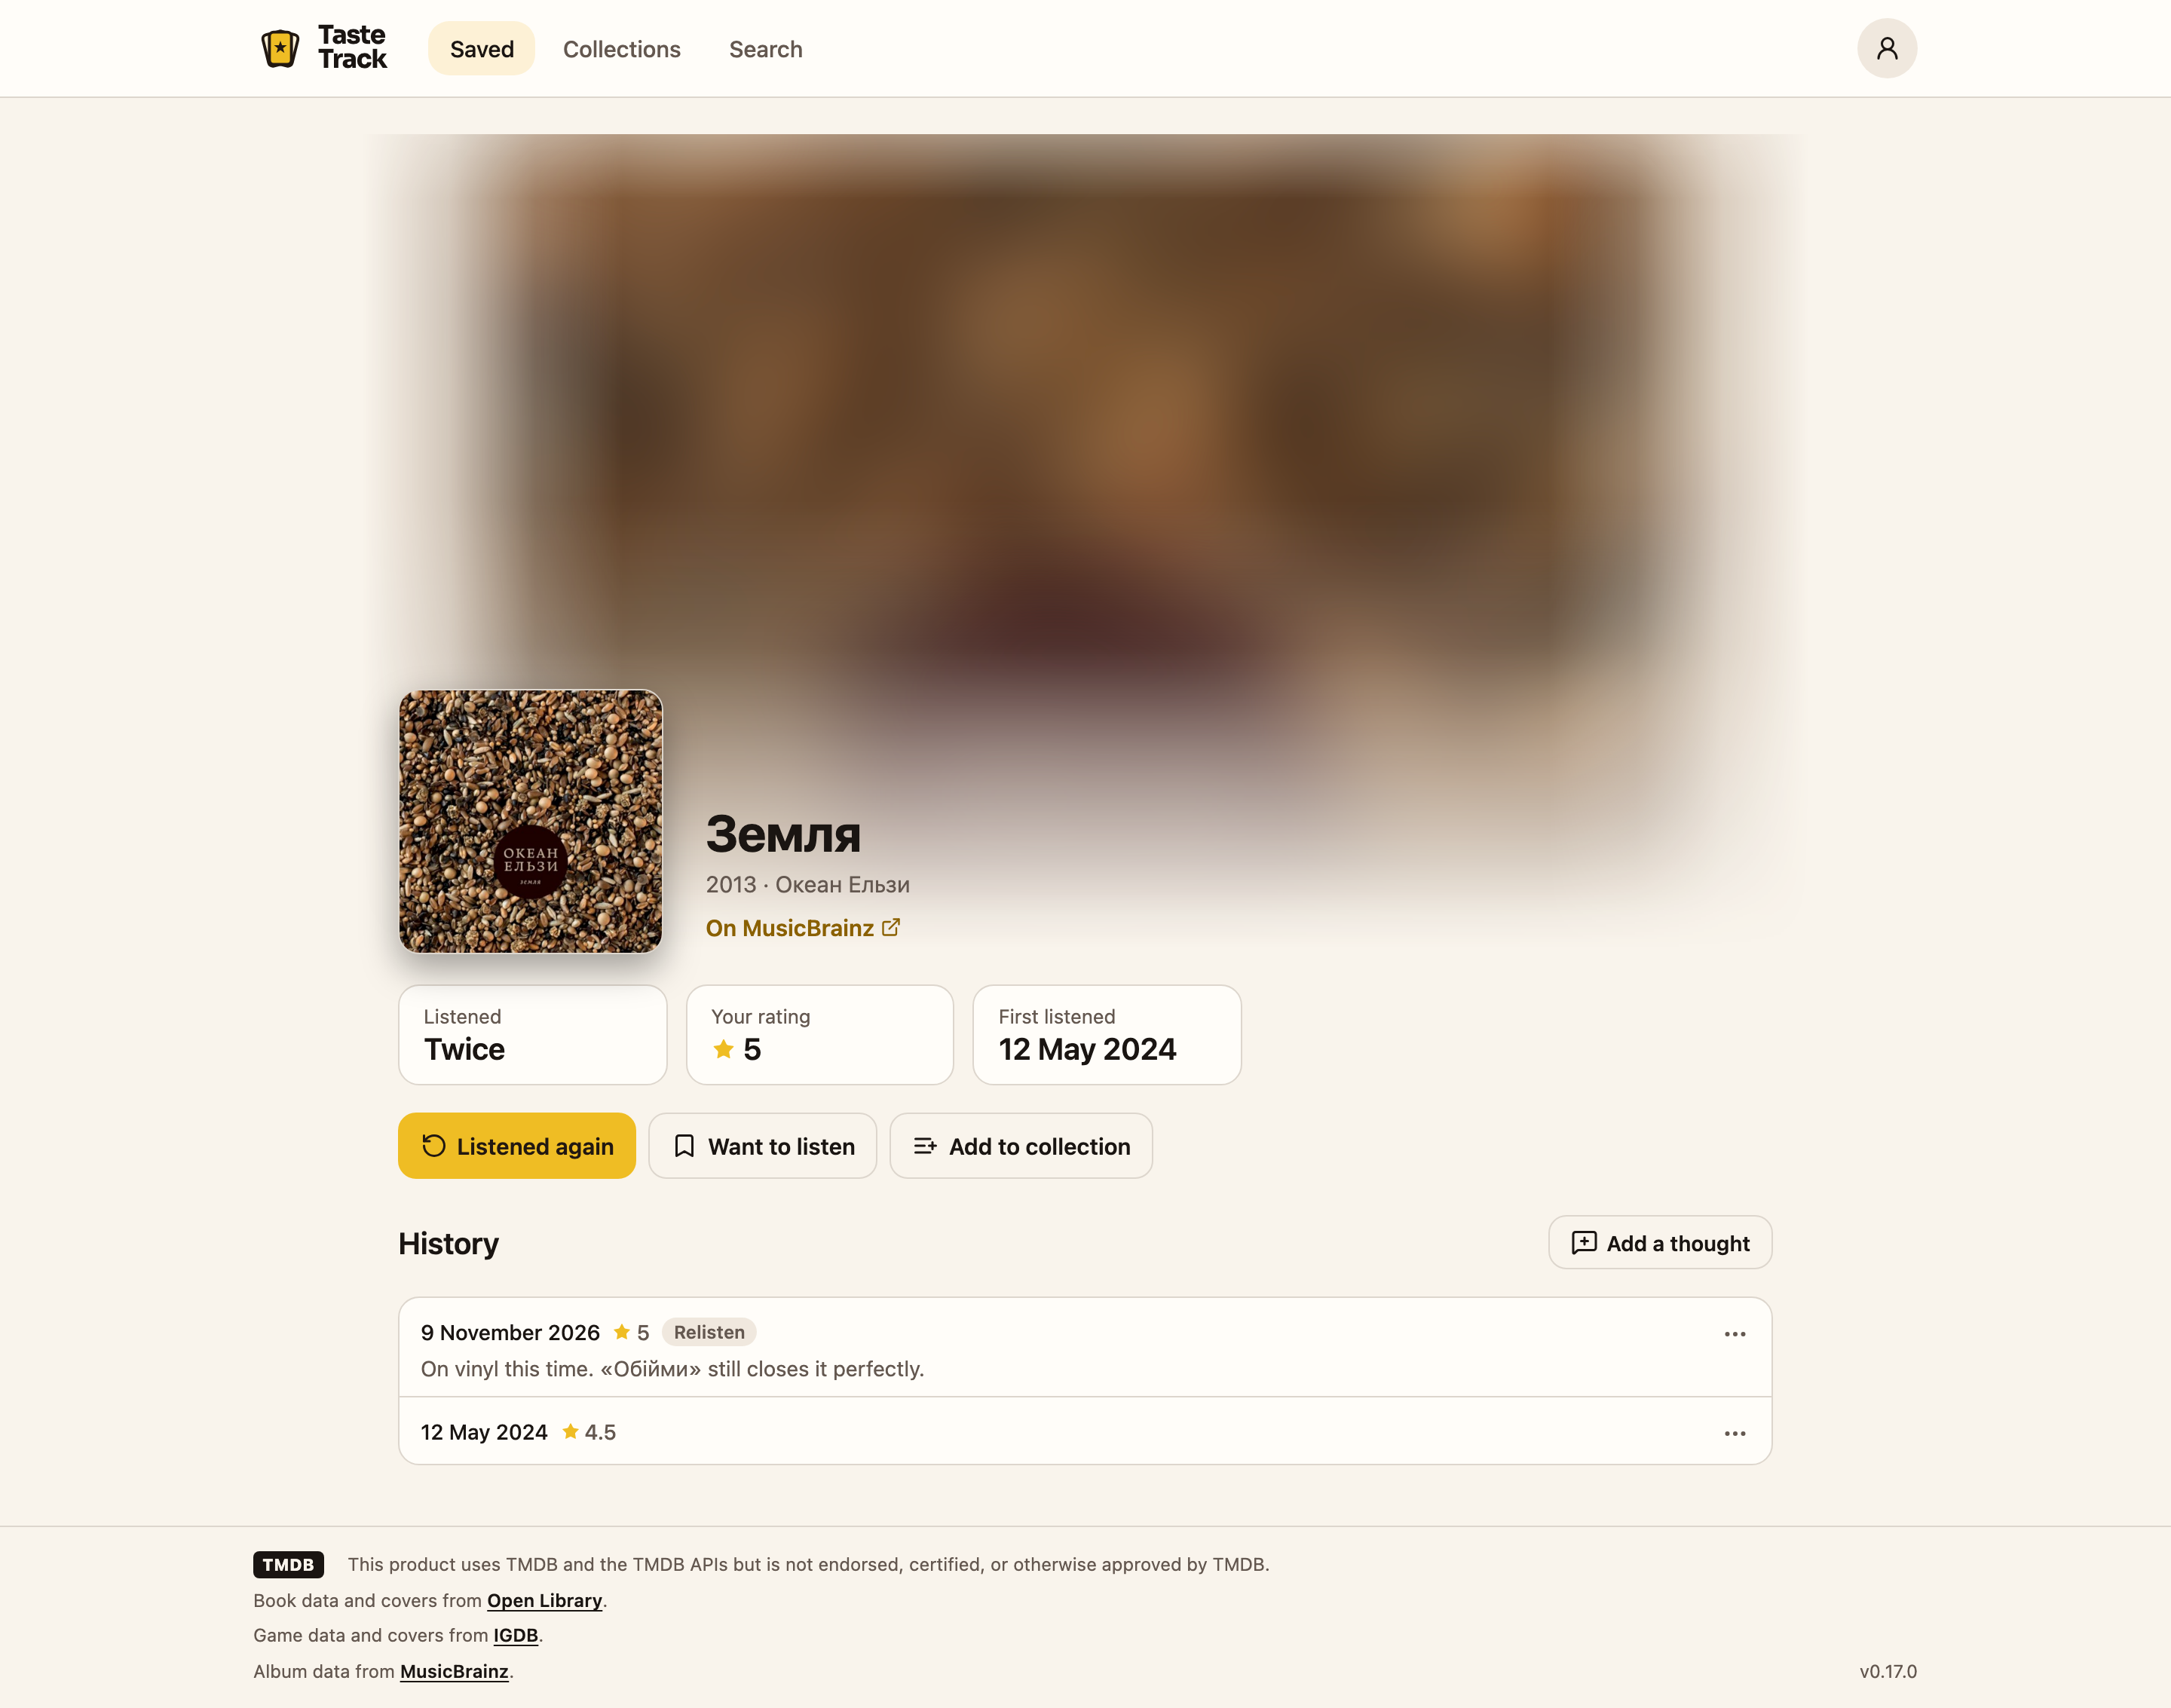 Taste
Track
Saved
Collections
Search
ОКЕАН
ЕЛЬЗИ
земля
Земля
2013 · Океан Ельзи
On MusicBrainz
Listened
Twice
Your rating
5
First listened
12 May 2024
Listened again
Want to listen
Add to collection
History
Add a thought
9 November 2026 5 Relisten
On vinyl this time. «Обійми» still closes it perfectly.
12 May 2024 4.5
TMDB This product uses TMDB and the TMDB APIs but is not endorsed, certified, or otherwise approved by TMDB.
Book data and covers from Open Library.
Game data and covers from IGDB.
Album data from MusicBrainz.
v0.17.0